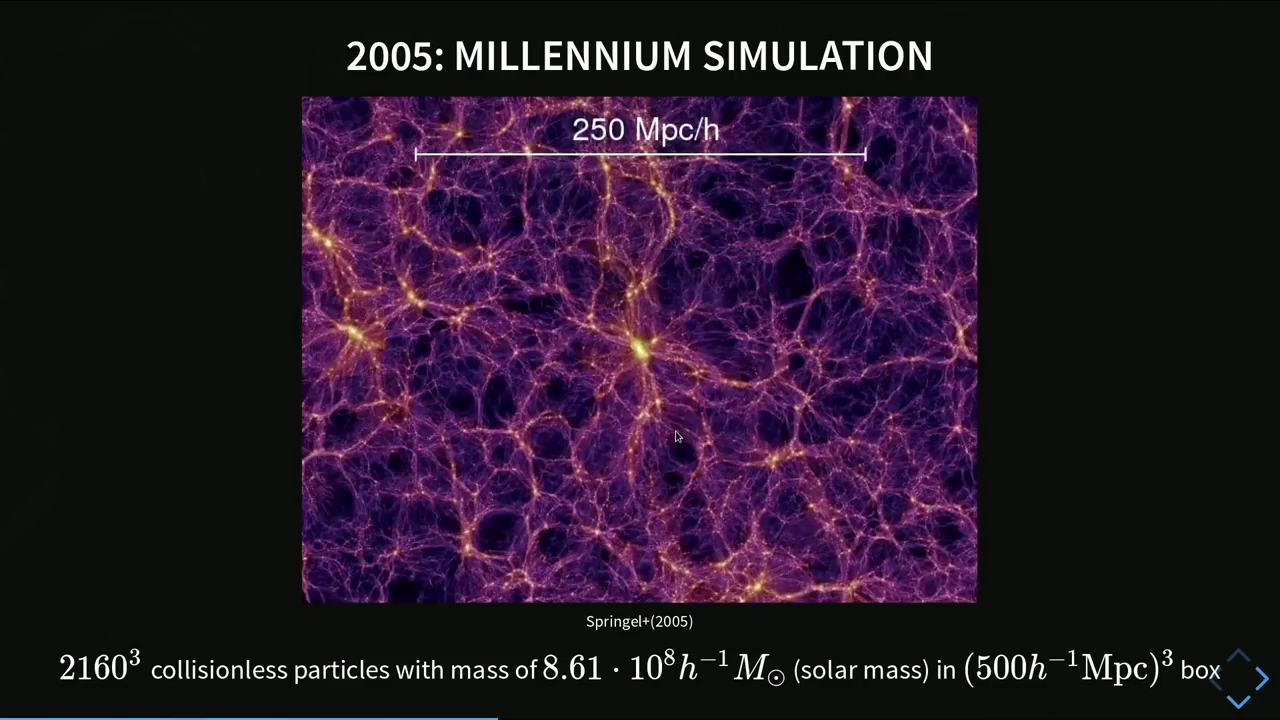 2005: MILLENNIUM SIMULATION
250 Mpc/h
Springel+(2005)
2160³ collisionless particles with mass of 8.61 · 10⁸h⁻¹M⊙ (solar mass) in (500h⁻¹Mpc)³ box